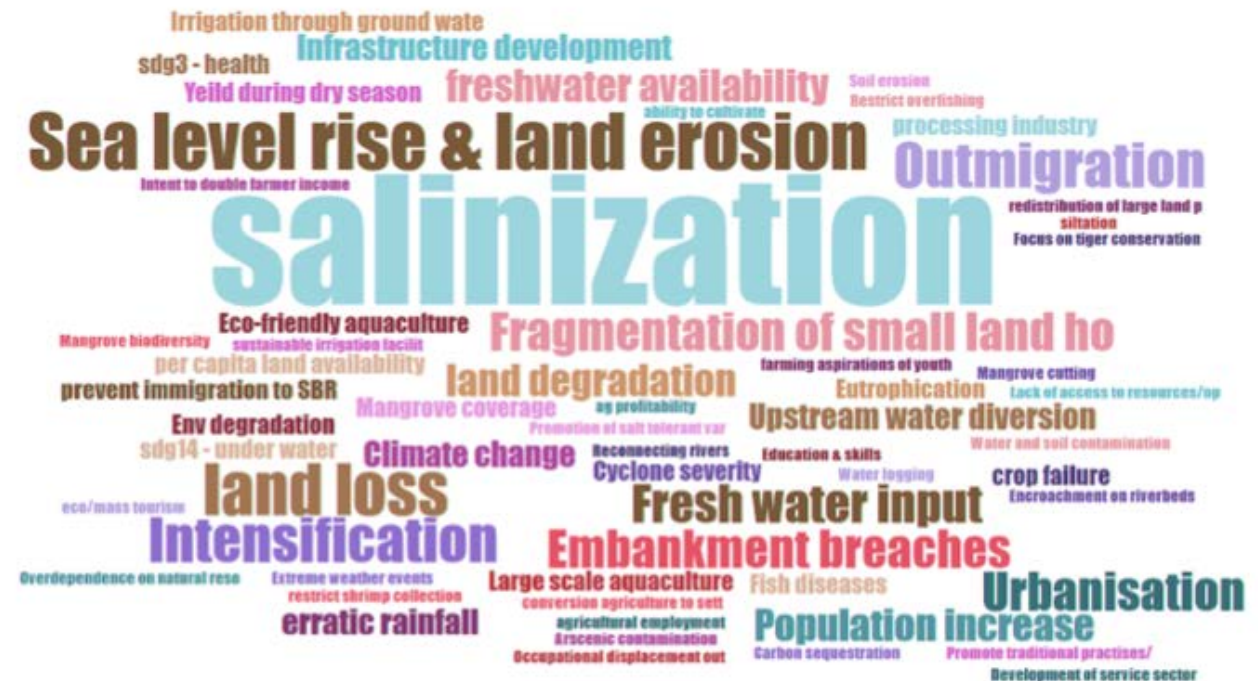 Irrigation through ground wate
Infrastructure development
sdg3 - health
Yeild during dry season
freshwater availability
Soil erosion
Restrict overfishing
ability to cultivate
Sea level rise & land erosion
processing industry
Outmigration
Intent to double farmer income
salinization
redistribution of large land p
siltation
Focus on tiger conservation
Eco-friendly aquaculture
Fragmentation of small land ho
Mangrove biodiversity
sustainable irrigation facilit
per capita land availability
farming aspirations of youth
Mangrove cutting
prevent immigration to SBR
land degradation
Eutrophication
Lack of access to resources/op
Mangrove coverage
ag profitability
Upstream water diversion
Env degradation
Promotion of salt tolerant var
sdg14 - under water
Climate change
Reconnecting rivers
Education & skills
Water and soil contamination
Cyclone severity
Water logging
crop failure
land loss
Fresh water input
Encroachment on riverbeds
eco/mass tourism
Intensification
Embankment breaches
Overdependence on natural reso
Extreme weather events
Large scale aquaculture
Fish diseases
Urbanisation
restrict shrimp collection
conversion agriculture to sett
erratic rainfall
agricultural employment
Population increase
Arscenic contamination
Occupational displacement out
Carbon sequestration
Promote traditional practises/
Development of service sector